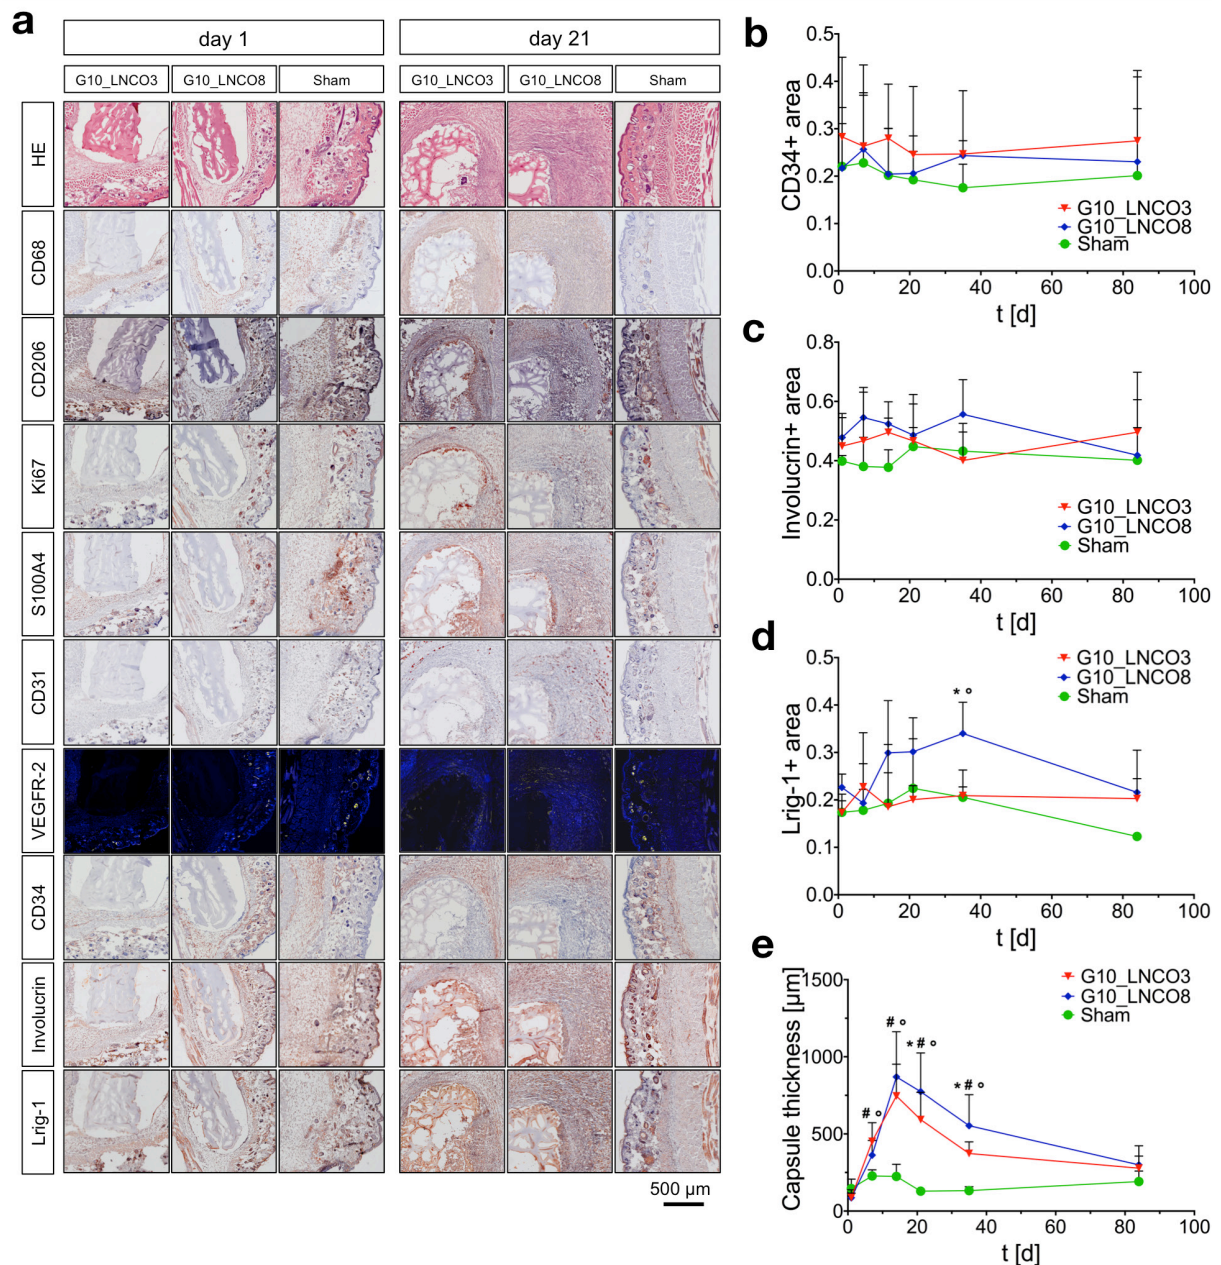 a
day 1
day 21
G10_LNCO3
G10_LNCO8
Sham
G10_LNCO3
G10_LNCO8
Sham
HE
CD68
CD206
Ki67
S100A4
CD31
VEGFR-2
CD34
Involucrin
Lrig-1
500 µm
b
CD34+ area
0.5
0.4
0.3
0.2
0.1
0.0
0 20 40 60 80 100
t [d]
G10_LNCO3
G10_LNCO8
Sham
c
Involucrin+ area
0.8
0.6
0.4
0.2
0.0
0 20 40 60 80 100
t [d]
G10_LNCO3
G10_LNCO8
Sham
d
Lrig-1+ area
0.5
0.4
0.3
0.2
0.1
0.0
0 20 40 60 80 100
t [d]
G10_LNCO3
G10_LNCO8
Sham
* °
e
Capsule thickness [µm]
1500
1000
500
0
0 20 40 60 80 100
t [d]
G10_LNCO3
G10_LNCO8
Sham
# °
# °
* # °
* # °